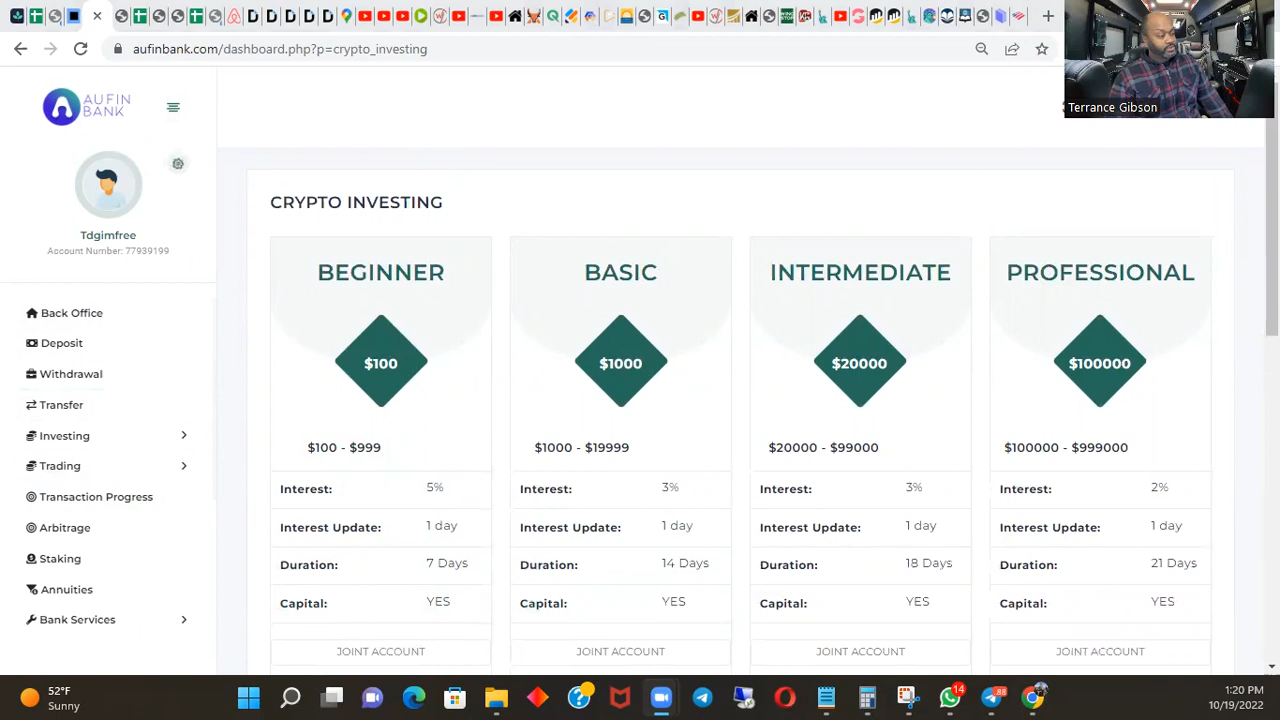 aufinbank.com/dashboard.php?p=crypto_investing
Terrance Gibson
AUFIN
BANK
Tdgimfree
Account Number: 77939199
Back Office
Deposit
Withdrawal
Transfer
Investing
Trading
Transaction Progress
Arbitrage
Staking
Annuities
Bank Services
CRYPTO INVESTING
BEGINNER
$100
$100 - $999
Interest: 5%
Interest Update: 1 day
Duration: 7 Days
Capital: YES
JOINT ACCOUNT
BASIC
$1000
$1000 - $19999
Interest: 3%
Interest Update: 1 day
Duration: 14 Days
Capital: YES
JOINT ACCOUNT
INTERMEDIATE
$20000
$20000 - $99000
Interest: 3%
Interest Update: 1 day
Duration: 18 Days
Capital: YES
JOINT ACCOUNT
PROFESSIONAL
$100000
$100000 - $999000
Interest: 2%
Interest Update: 1 day
Duration: 21 Days
Capital: YES
JOINT ACCOUNT
52°F
Sunny
14
.88
1:20 PM
10/19/2022